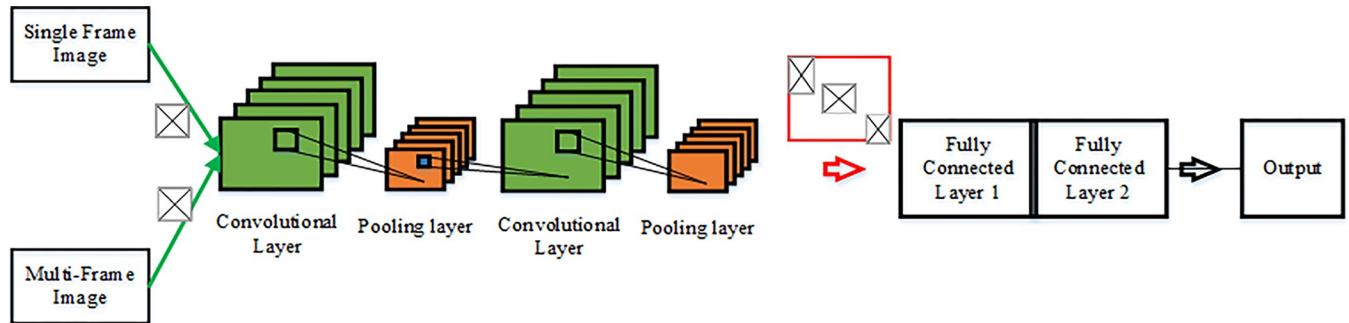 Single Frame
Image
Multi-Frame
Image
Convolutional
Layer
Pooling layer
Convolutional
Layer
Pooling layer
Fully
Connected
Layer 1
Fully
Connected
Layer 2
Output